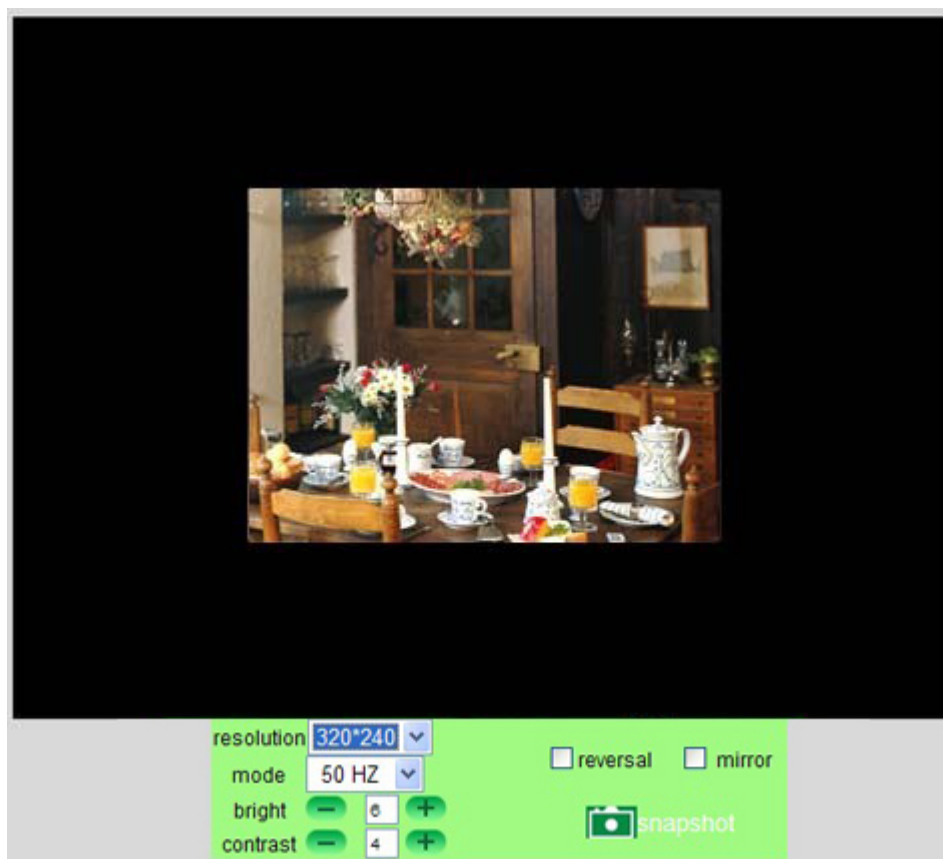 resolution 320*240
mode 50 HZ
bright 6
contrast 4
reversal mirror
snapshot